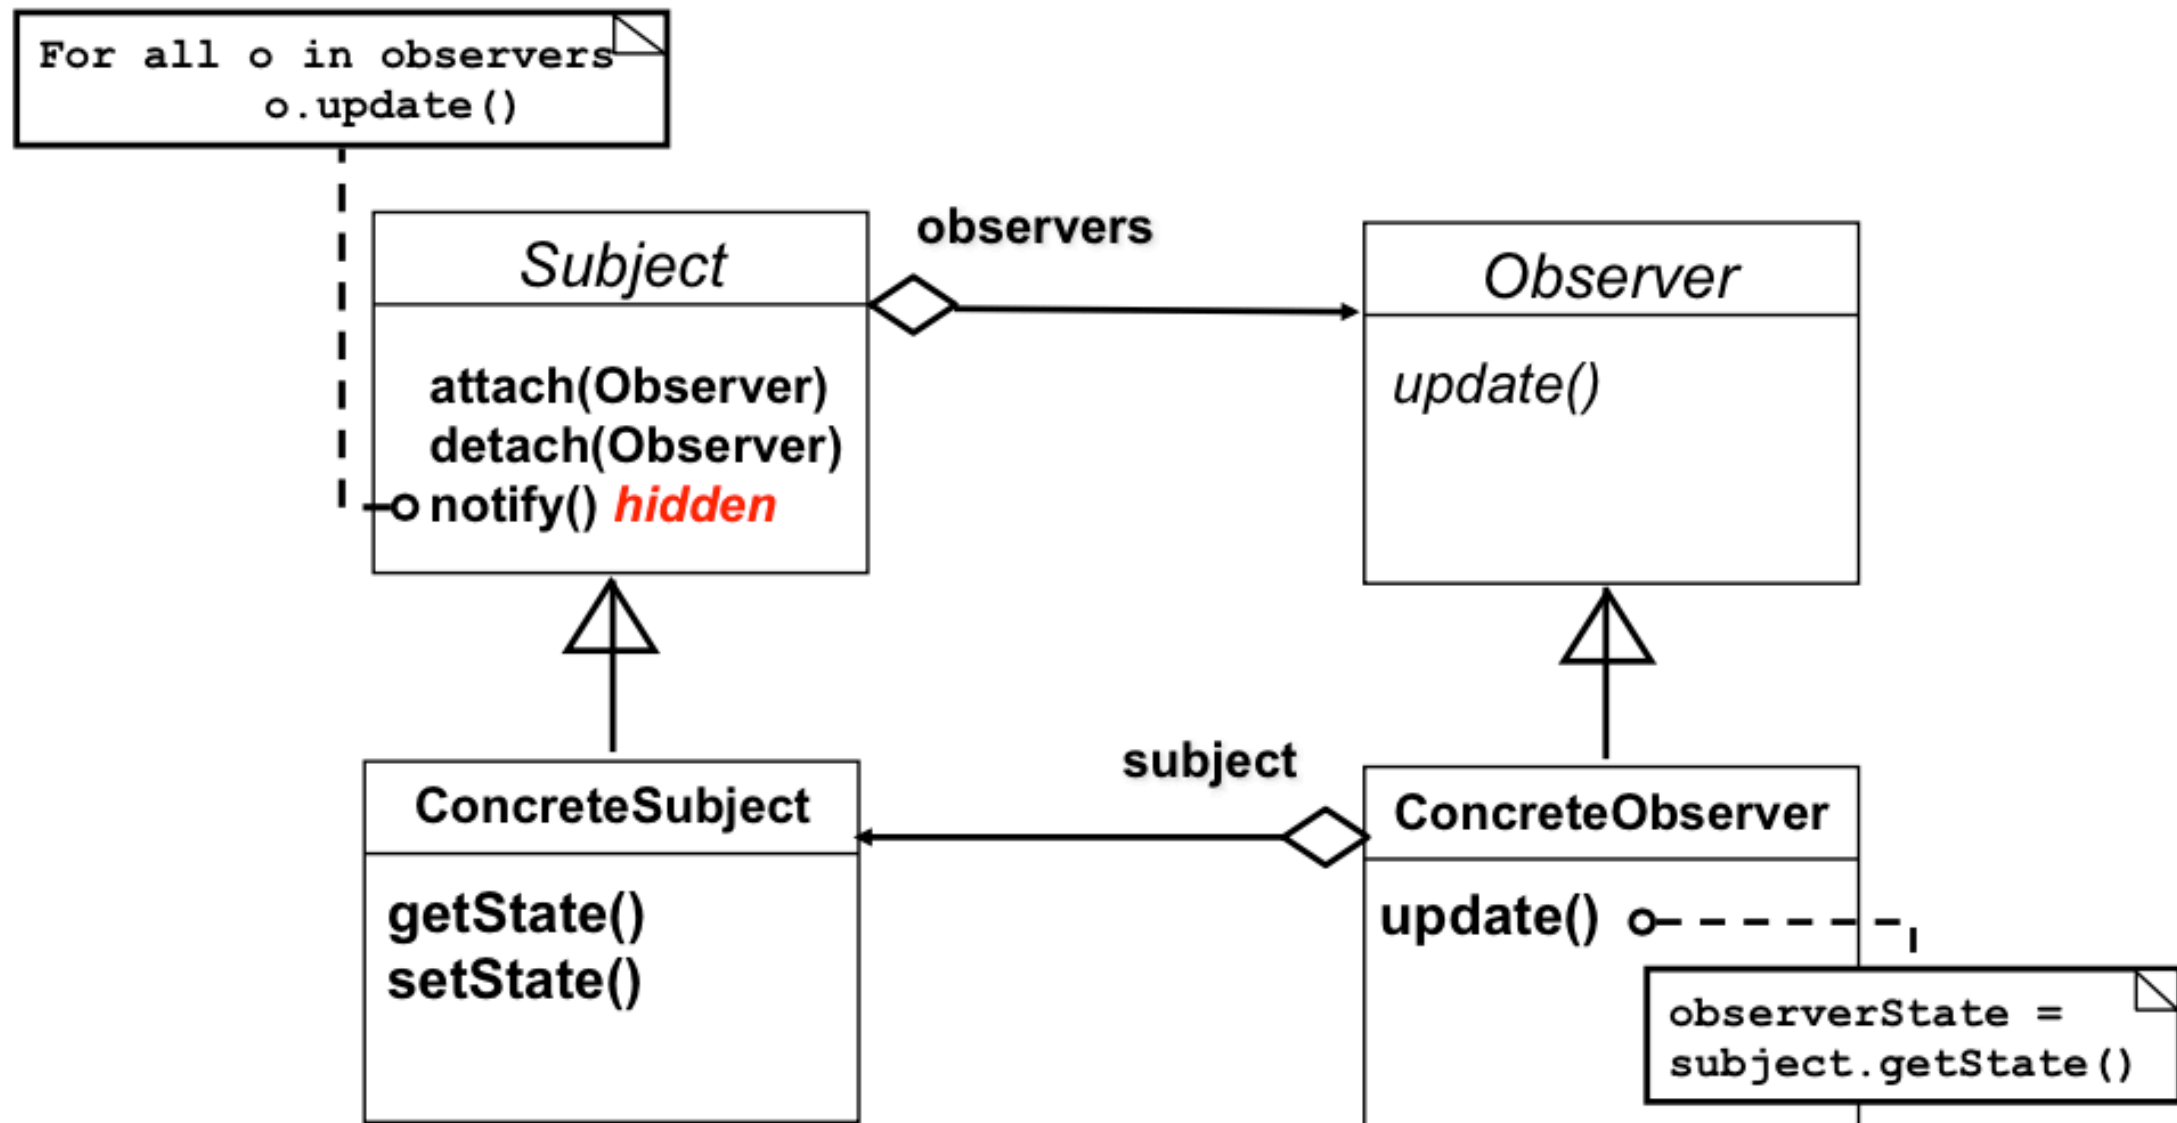 For all o in observers
o.update()
observers
Subject
Observer
attach(Observer)
detach(Observer)
notify() hidden
update()
subject
ConcreteSubject
ConcreteObserver
getState()
setState()
update()
observerState =
subject.getState()